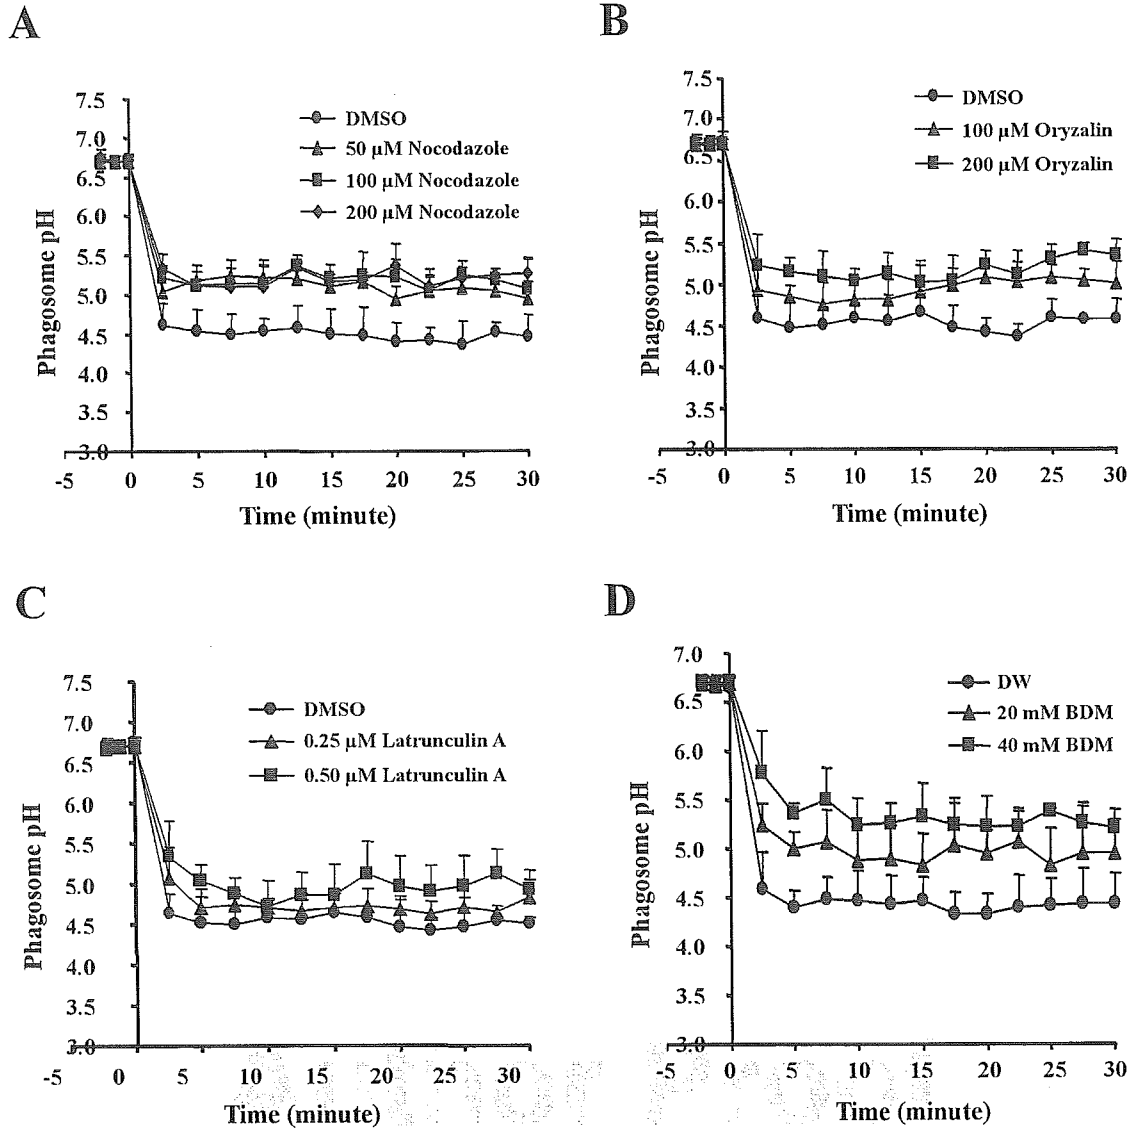 A
7.5
7.0
6.5
6.0
5.5
5.0
4.5
4.0
3.5
3.0
-5 0 5 10 15 20 25 30
Phagosome pH
Time (minute)
DMSO
50 µM Nocodazole
100 µM Nocodazole
200 µM Nocodazole
B
7.5
7.0
6.5
6.0
5.5
5.0
4.5
4.0
3.5
3.0
-5 0 5 10 15 20 25 30
Phagosome pH
Time (minute)
DMSO
100 µM Oryzalin
200 µM Oryzalin
C
7.5
7.0
6.5
6.0
5.5
5.0
4.5
4.0
3.5
3.0
-5 0 5 10 15 20 25 30
Phagosome pH
Time (minute)
DMSO
0.25 µM Latrunculin A
0.50 µM Latrunculin A
D
7.0
6.5
6.0
5.5
5.0
4.5
4.0
3.5
3.0
-5 0 5 10 15 20 25 30
Phagosome pH
Time (minute)
DW
20 mM BDM
40 mM BDM